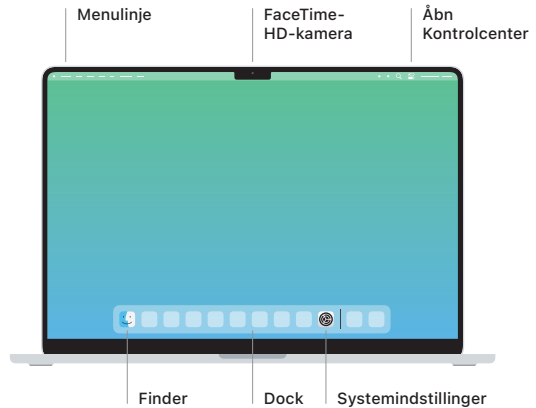 Menulinje
FaceTime-
HD-kamera
Åbn
Kontrolcenter
Finder
Dock
Systemindstillinger